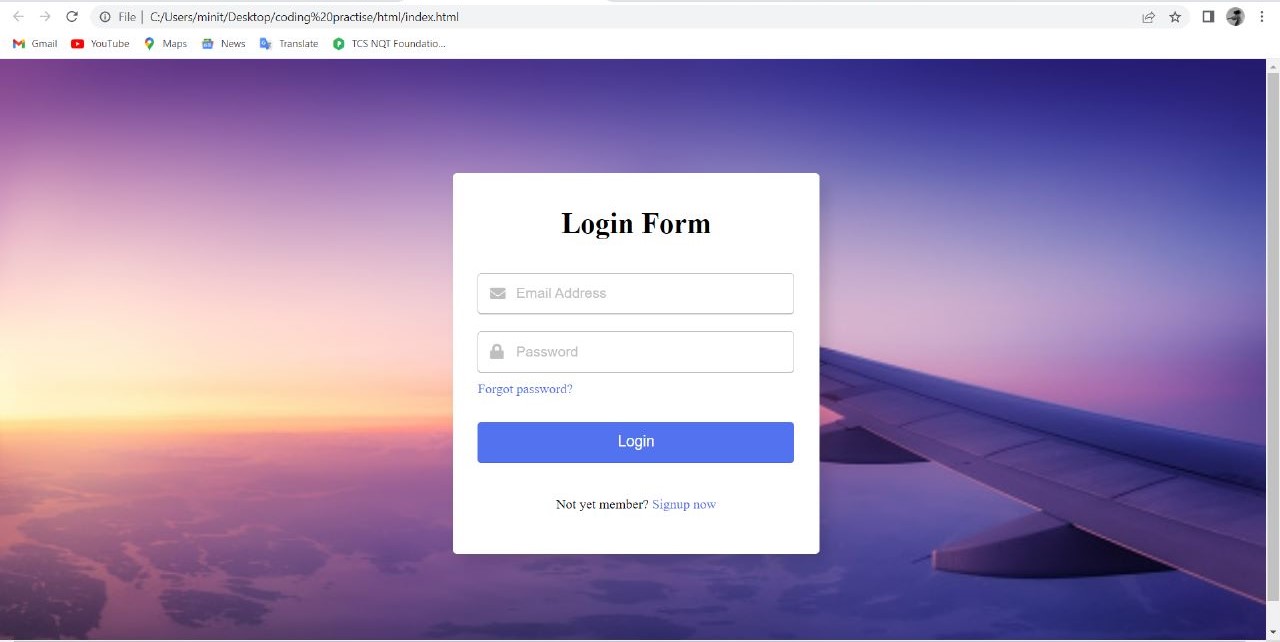 File | C:/Users/minit/Desktop/coding%20practise/html/index.html
Gmail YouTube Maps News Translate TCS NQT Foundatio...
Login Form
Email Address
Password
Forgot password?
Login
Not yet member? Signup now